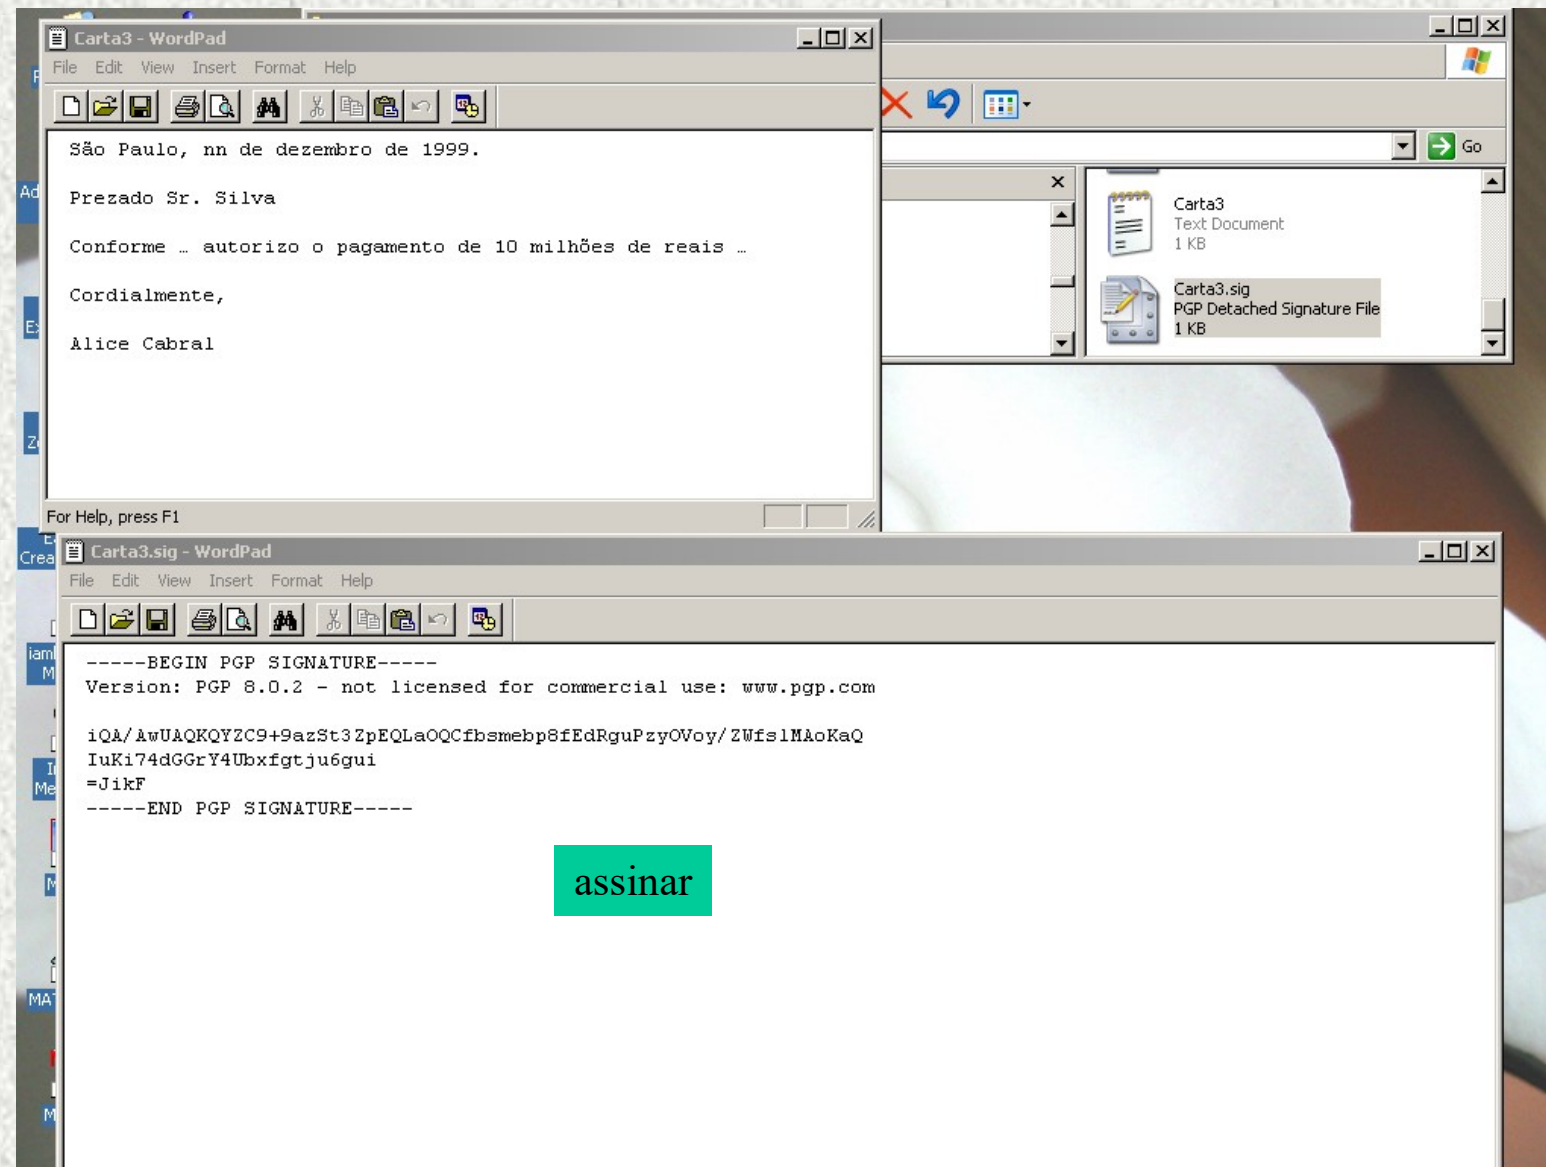 Carta3 - WordPad
File Edit View Insert Format Help
São Paulo, nn de dezembro de 1999.
Prezado Sr. Silva
Conforme … autorizo o pagamento de 10 milhões de reais …
Cordialmente,
Alice Cabral
For Help, press F1
Go
Carta3
Text Document
1 KB
Carta3.sig
PGP Detached Signature File
1 KB
Carta3.sig - WordPad
File Edit View Insert Format Help
-----BEGIN PGP SIGNATURE-----
Version: PGP 8.0.2 - not licensed for commercial use: www.pgp.com
iQA/AwUAQKQYZC9+9azSt3ZpEQLaOQCfbsmebp8fEdRguPzyOVoy/ZWfslMAoKaQ
IuKi74dGGrY4Ubxfgtju6gui
=JikF
-----END PGP SIGNATURE-----
assinar